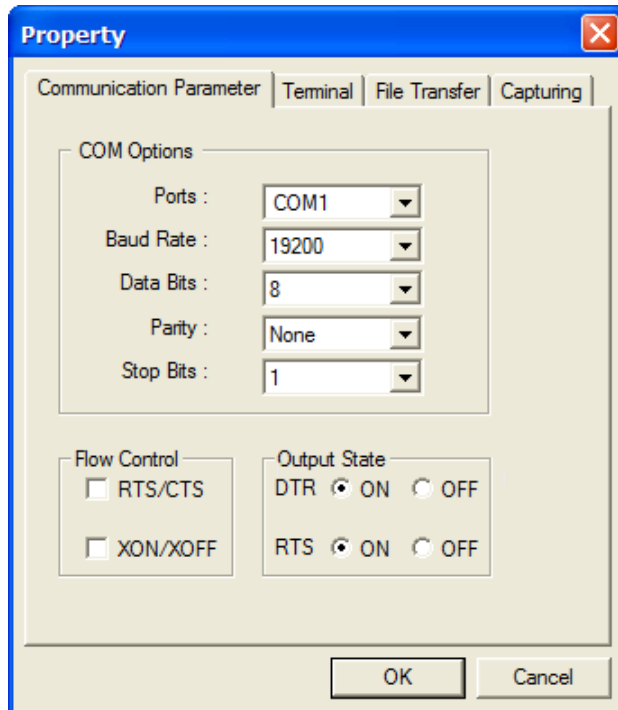 Property
Communication Parameter Terminal File Transfer Capturing
COM Options
Ports : COM1
Baud Rate : 19200
Data Bits : 8
Parity : None
Stop Bits : 1
Flow Control Output State
RTS/CTS DTR ON OFF
XON/XOFF RTS ON OFF
OK Cancel